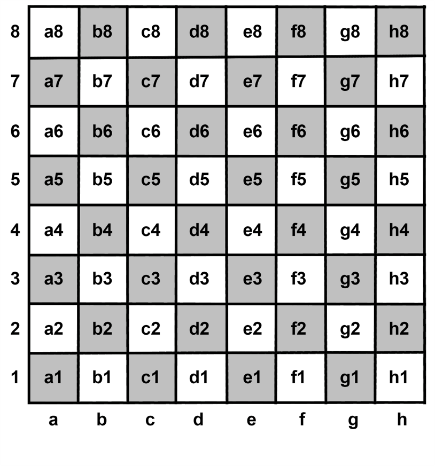 8 a8 b8 c8 d8 e8 f8 g8 h8
7 a7 b7 c7 d7 e7 f7 g7 h7
6 a6 b6 c6 d6 e6 f6 g6 h6
5 a5 b5 c5 d5 e5 f5 g5 h5
4 a4 b4 c4 d4 e4 f4 g4 h4
3 a3 b3 c3 d3 e3 f3 g3 h3
2 a2 b2 c2 d2 e2 f2 g2 h2
1 a1 b1 c1 d1 e1 f1 g1 h1
a b c d e f g h